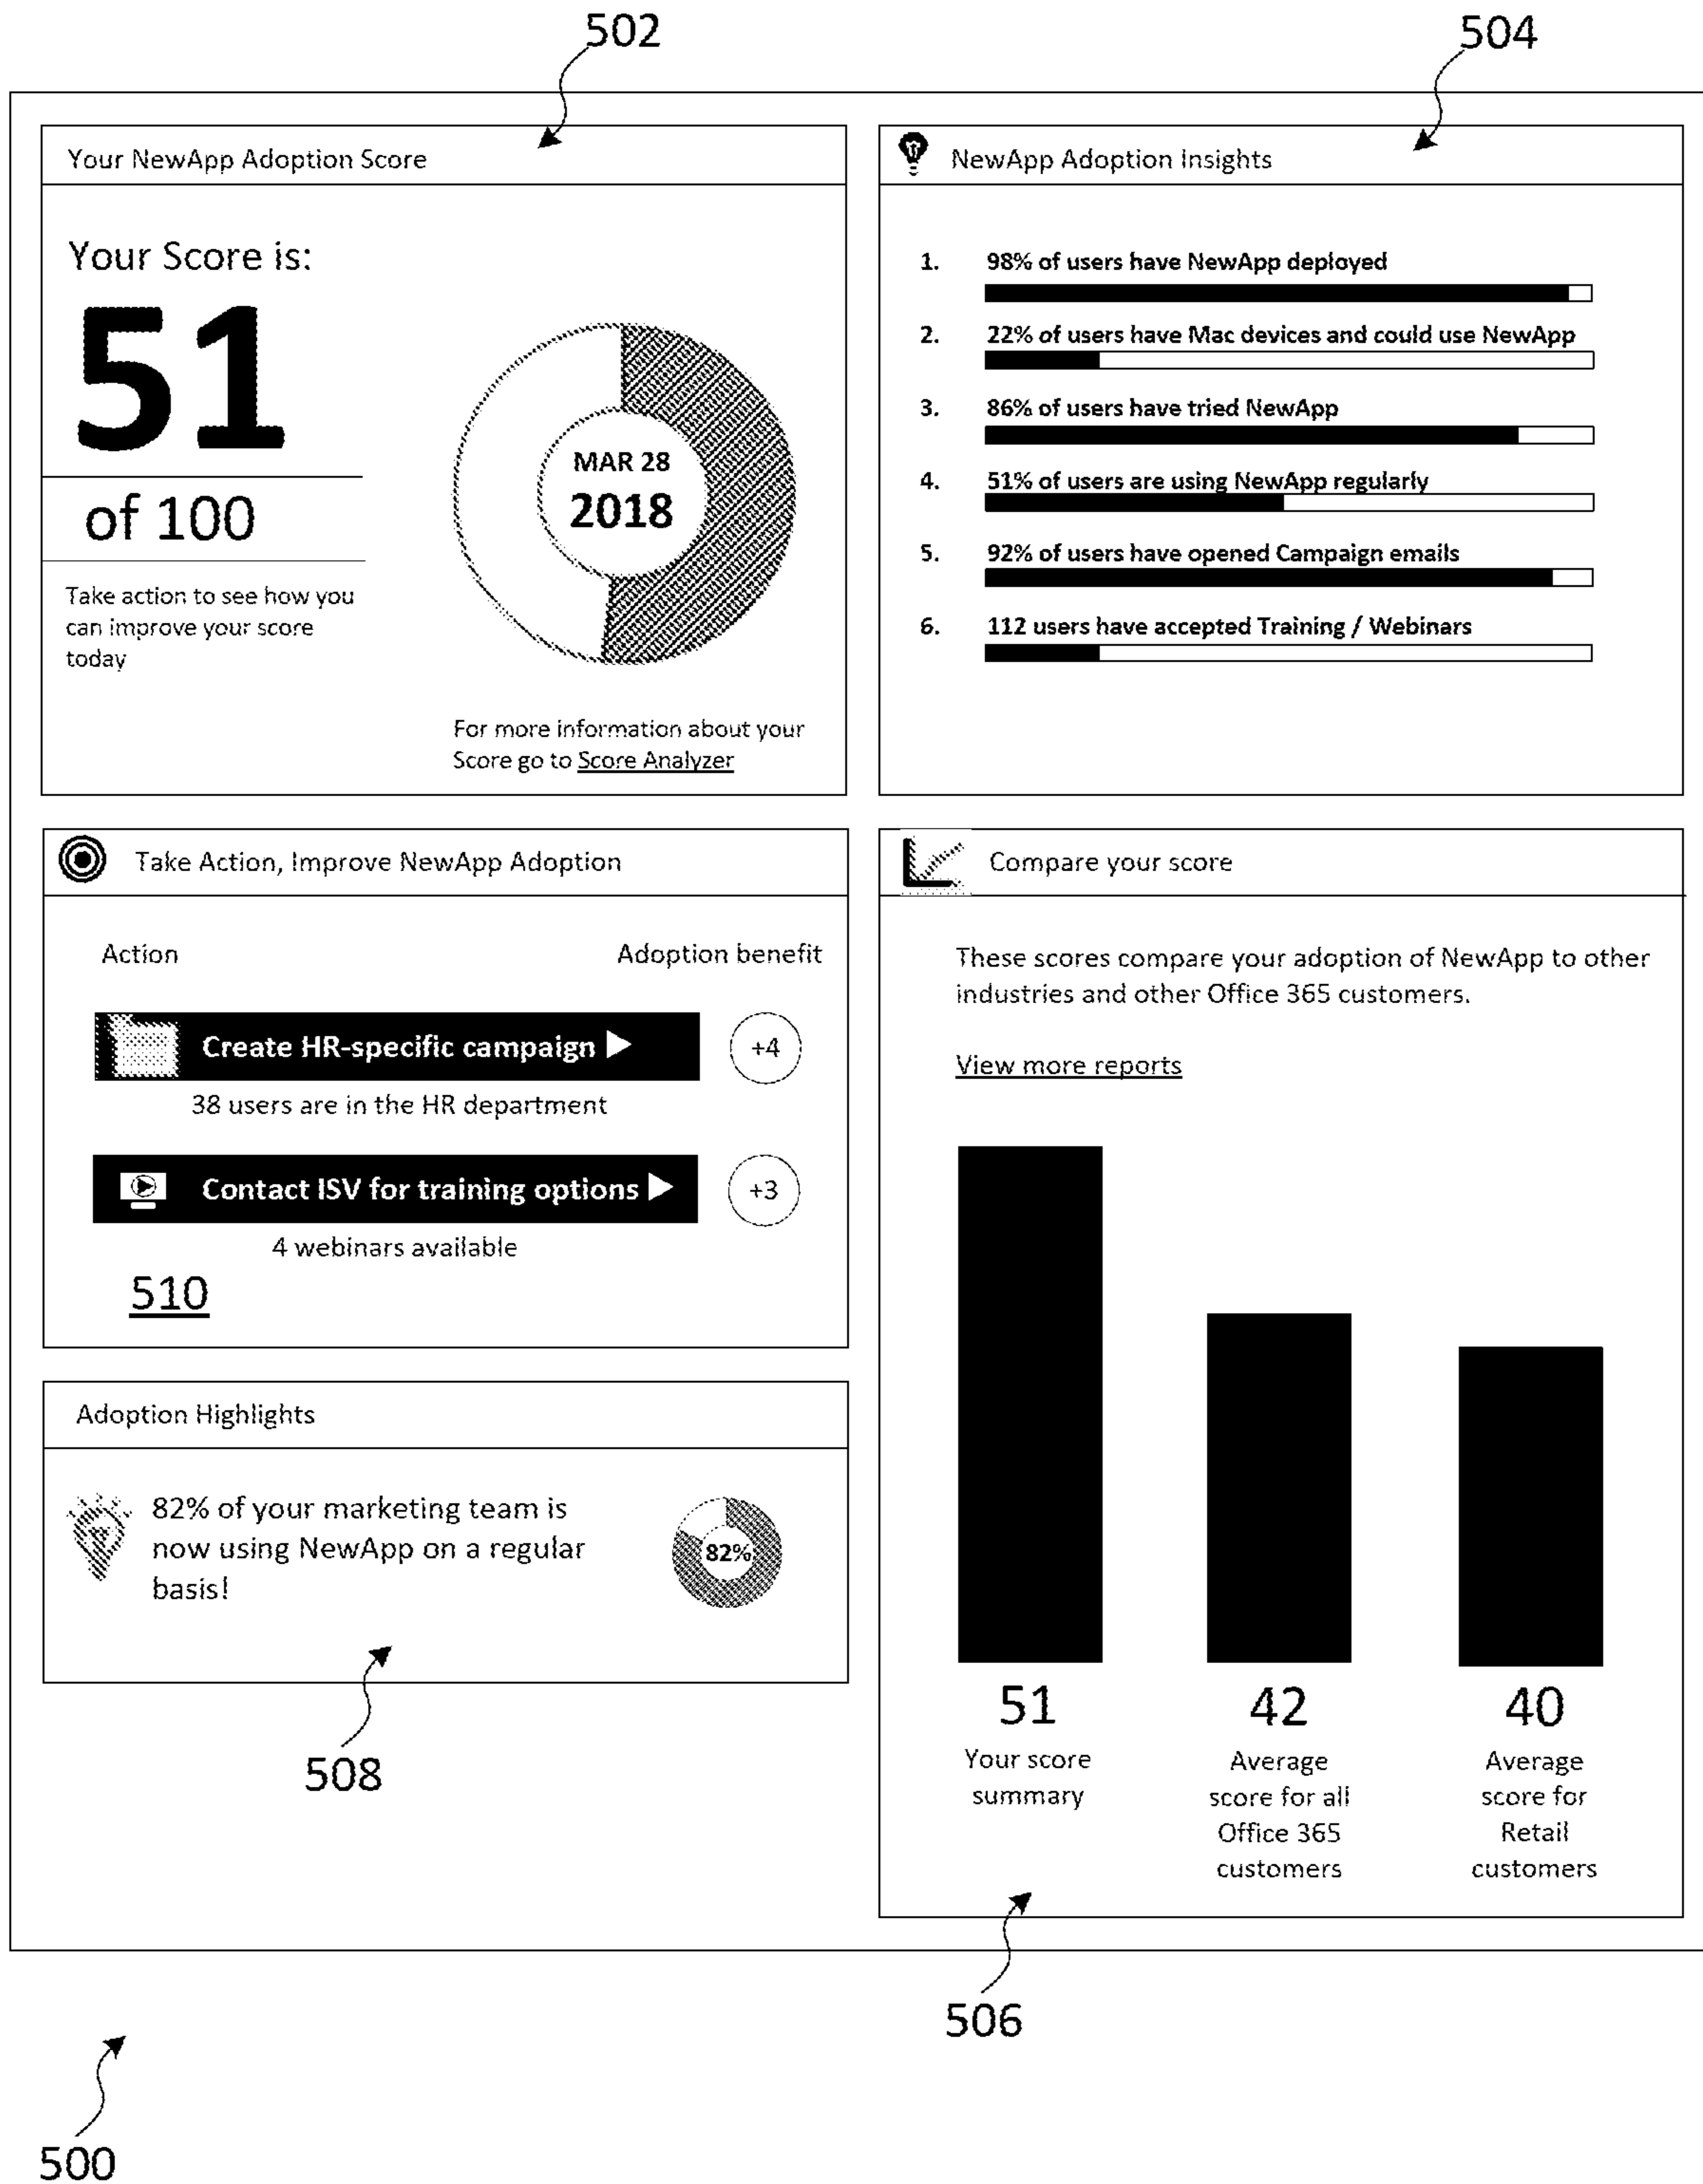 502
504
Your NewApp Adoption Score
Your Score is:
51
of 100
Take action to see how you
can improve your score
today
MAR 28
2018
For more information about your
Score go to Score Analyzer
NewApp Adoption Insights
1. 98% of users have NewApp deployed
2. 22% of users have Mac devices and could use NewApp
3. 86% of users have tried NewApp
4. 51% of users are using NewApp regularly
5. 92% of users have opened Campaign emails
6. 112 users have accepted Training / Webinars
Take Action, Improve NewApp Adoption
Action Adoption benefit
Create HR-specific campaign +4
38 users are in the HR department
Contact ISV for training options +3
4 webinars available
510
Adoption Highlights
82% of your marketing team is
now using NewApp on a regular
basis!
82%
508
Compare your score
These scores compare your adoption of NewApp to other
industries and other Office 365 customers.
View more reports
51
Your score
summary
42
Average
score for all
Office 365
customers
40
Average
score for
Retail
customers
506
500